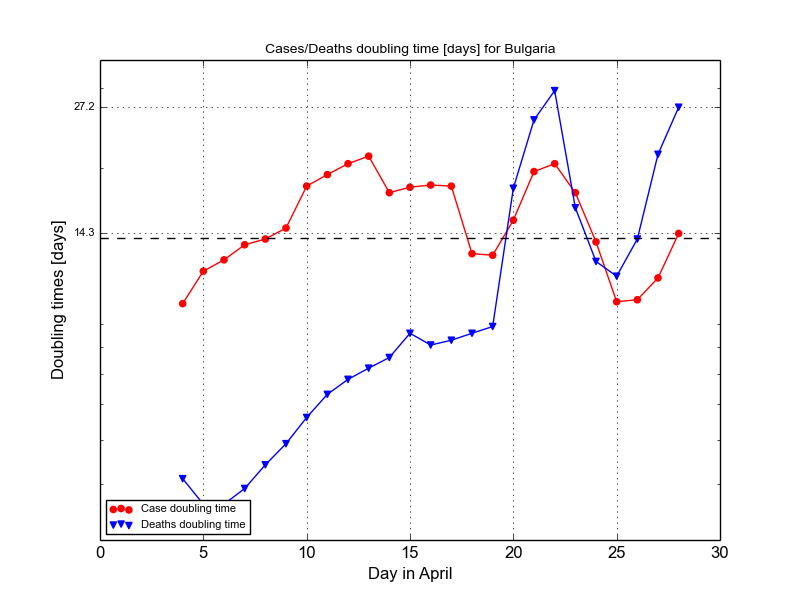 Cases/Deaths doubling time [days] for Bulgaria
27.2
14.3
Doubling times [days]
Case doubling time
Deaths doubling time
0 5 10 15 20 25 30
Day in April